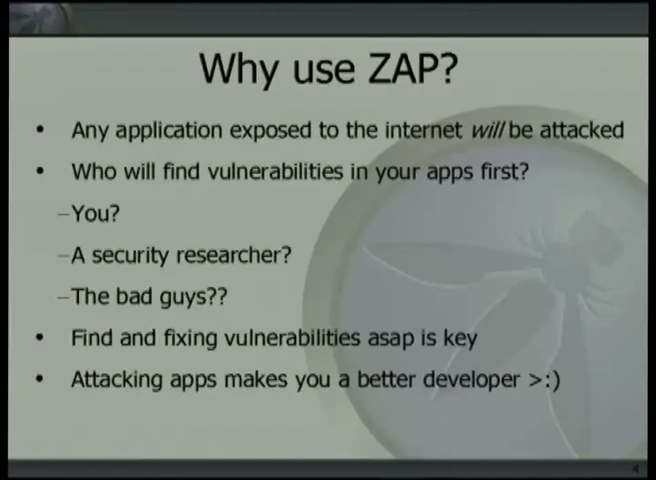 Why use ZAP?
• Any application exposed to the internet will be attacked
• Who will find vulnerabilities in your apps first?
–You?
–A security researcher?
–The bad guys??
• Find and fixing vulnerabilities asap is key
• Attacking apps makes you a better developer >:)
4